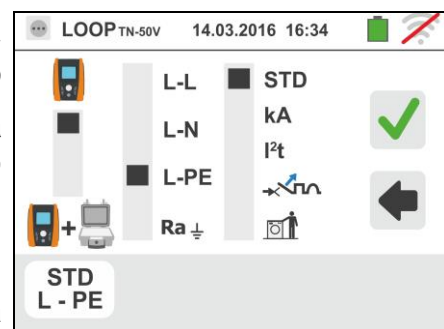 LOOP TN-50V 14.03.2016 16:34
L-L
L-N
L-PE
Ra
STD
kA
I²t
+
STD
L - PE